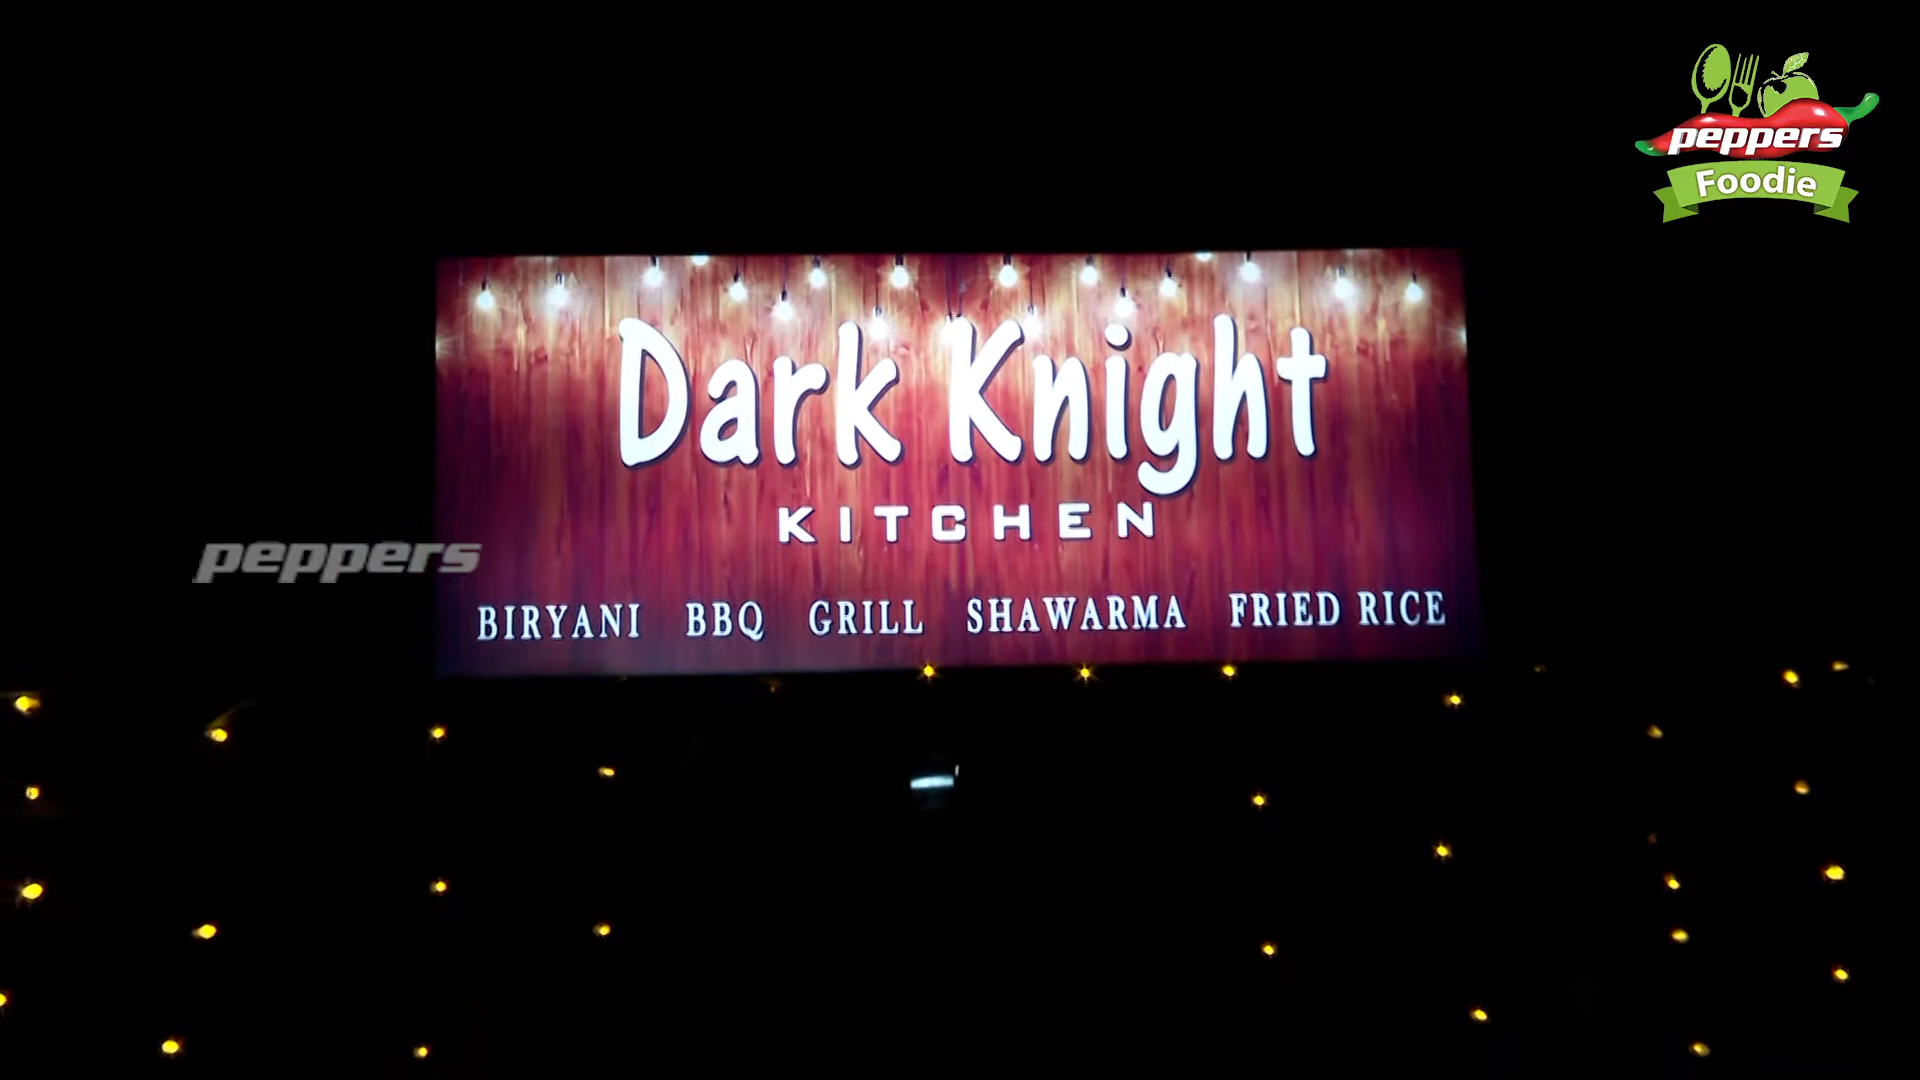 peppers
Foodie
Dark Knight
KITCHEN
peppers
BIRYANI BBQ GRILL SHAWARMA FRIED RICE